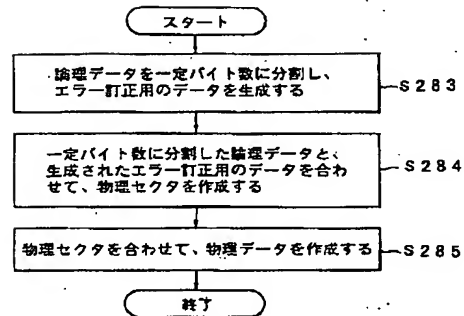 スタート
論理データを一定バイト数に分割し、
エラー訂正用のデータを生成する
S283
一定バイト数に分割した論理データと、
生成されたエラー訂正用のデータを合わ
せて、物理セクタを作成する
S284
物理セクタを合わせて、物理データを作成する
S285
終了